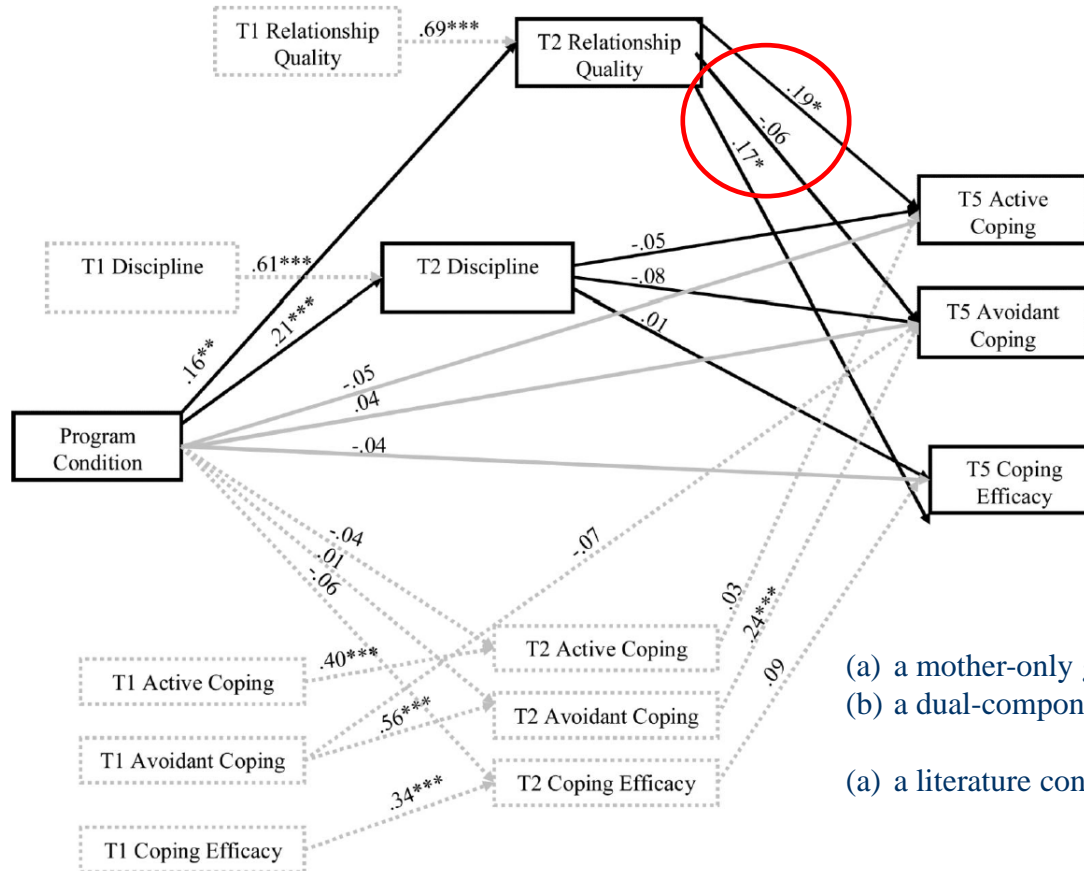 T1 Relationship
Quality
.69***
T2 Relationship
Quality
.19*
-.06
.17*
T5 Active
Coping
T1 Discipline
.61***
T2 Discipline
-.05
-.08
.01
T5 Avoidant
Coping
.16**
.21***
-.05
.04
-.04
Program
Condition
T5 Coping
Efficacy
-.04
.01
-.06
-.07
.03
.24***
.09
T1 Active Coping
.40***
T2 Active Coping
T1 Avoidant Coping
.56***
T2 Avoidant Coping
T1 Coping Efficacy
.34***
T2 Coping Efficacy
(a) a mother-only
(b) a dual-compon
(a) a literature con